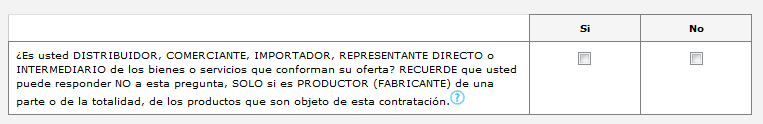 Si No
¿Es usted DISTRIBUIDOR, COMERCIANTE, IMPORTADOR, REPRESENTANTE DIRECTO o
INTERMEDIARIO de los bienes o servicios que conforman su oferta? RECUERDE que usted
puede responder NO a esta pregunta, SOLO si es PRODUCTOR (FABRICANTE) de una
parte o de la totalidad, de los productos que son objeto de esta contratación.?